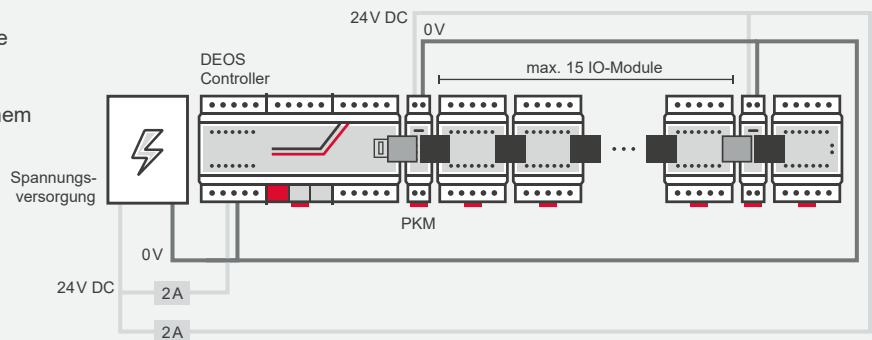 24V DC
0V
e
DEOS
Controller
max. 15 IO-Module
Spannungs-
versorgung
PKM
0V
24V DC
2A
2A